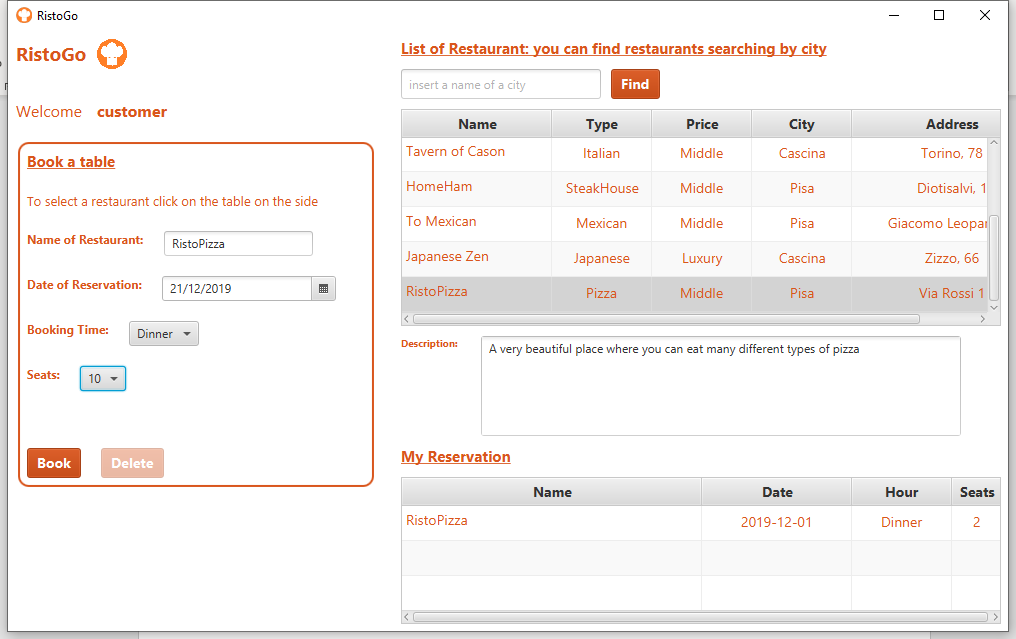 RistoGo
RistoGo
Welcome customer
Book a table
To select a restaurant click on the table on the side
Name of Restaurant: RistoPizza
Date of Reservation: 21/12/2019
Booking Time: Dinner
Seats: 10
Book Delete
List of Restaurant: you can find restaurants searching by city
insert a name of a city Find
Name Type Price City Address
Tavern of Cason Italian Middle Cascina Torino, 78
HomeHam SteakHouse Middle Pisa Diotisalvi, 1
To Mexican Mexican Middle Pisa Giacomo Leopar
Japanese Zen Japanese Luxury Cascina Zizzo, 66
RistoPizza Pizza Middle Pisa Via Rossi 1
Description: A very beautiful place where you can eat many different types of pizza
My Reservation
Name Date Hour Seats
RistoPizza 2019-12-01 Dinner 2